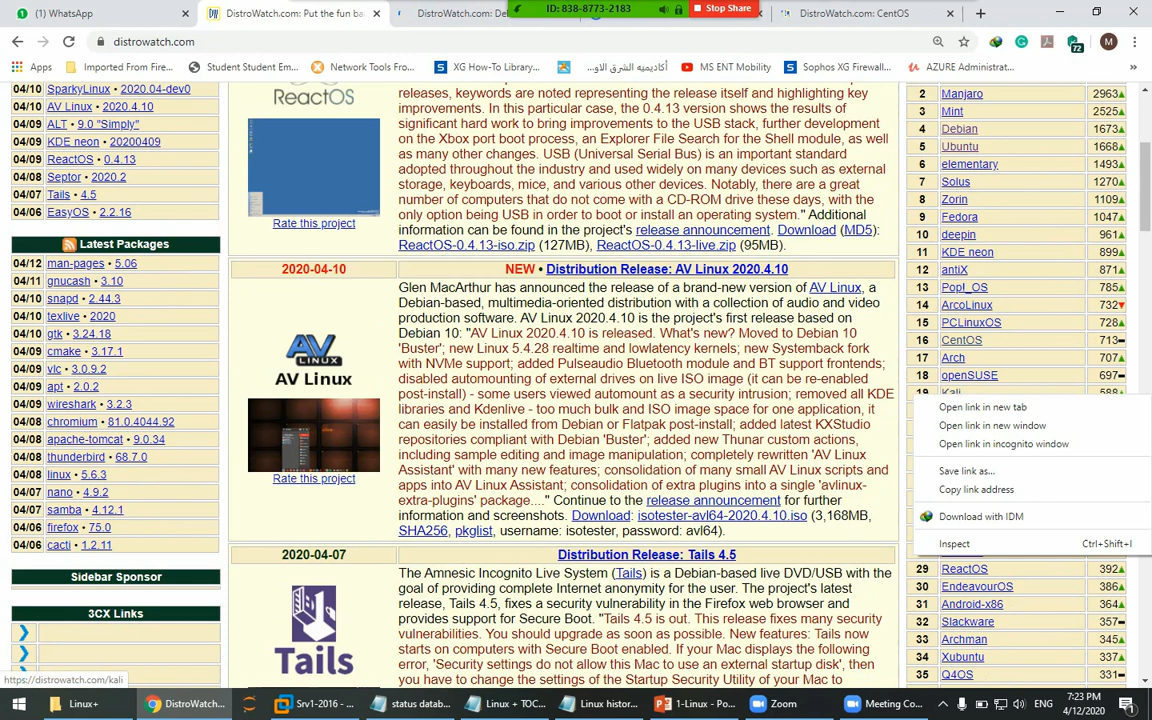 (1) WhatsApp
DistroWatch.com: Put the fun ba
DistroWatch.com: De
ID: 838-8773-2183
Stop Share
DistroWatch.com: CentOS
distrowatch.com
72
M
Apps
Imported From Fire...
Student Student Em...
Network Tools Fro...
XG How-To Library...
أكاديميه الشرق الاو...
MS ENT Mobility
Sophos XG Firewall...
AZURE Administrat...
»
04/10 SparkyLinux • 2020.04-dev0
04/10 AV Linux • 2020.4.10
04/09 ALT • 9.0 "Simply"
04/09 KDE neon • 20200409
04/09 ReactOS • 0.4.13
04/08 Septor • 2020.2
04/07 Tails • 4.5
04/06 EasyOS • 2.2.16
Latest Packages
04/12 man-pages • 5.06
04/11 gnucash • 3.10
04/10 snapd • 2.44.3
04/10 texlive • 2020
04/10 gtk • 3.24.18
04/10 cmake • 3.17.1
04/09 vlc • 3.0.9.2
04/09 apt • 2.0.2
04/09 wireshark • 3.2.3
04/08 chromium • 81.0.4044.92
04/08 apache-tomcat • 9.0.34
04/08 thunderbird • 68.7.0
04/08 linux • 5.6.3
04/07 nano • 4.9.2
04/07 samba • 4.12.1
04/06 firefox • 75.0
04/06 cacti • 1.2.11
Sidebar Sponsor
3CX Links
https://distrowatch.com/kali
ReactOS
Rate this project
releases, keywords are noted representing the release itself and highlighting key
improvements. In this particular case, the 0.4.13 version shows the results of
significant hard work to bring improvements to the USB stack, further development
on the Xbox port boot process, an Explorer File Search for the Shell module, as well
as many other changes. USB (Universal Serial Bus) is an important standard
adopted throughout the industry and used widely on many devices such as external
storage, keyboards, mice, and various other devices. Notably, there are a great
number of computers that do not come with a CD-ROM drive these days, with the
only option being USB in order to boot or install an operating system." Additional
information can be found in the project's release announcement. Download (MD5):
ReactOS-0.4.13-iso.zip (127MB), ReactOS-0.4.13-live.zip (95MB).
2020-04-10
NEW • Distribution Release: AV Linux 2020.4.10
AV LINUX
AV Linux
Rate this project
Glen MacArthur has announced the release of a brand-new version of AV Linux, a
Debian-based, multimedia-oriented distribution with a collection of audio and video
production software. AV Linux 2020.4.10 is the project's first release based on
Debian 10: "AV Linux 2020.4.10 is released. What's new? Moved to Debian 10
'Buster'; new Linux 5.4.28 realtime and lowlatency kernels; new Systemback fork
with NVMe support; added Pulseaudio Bluetooth module and BT support frontends;
disabled automounting of external drives on live ISO image (it can be re-enabled
post-install) - some users viewed automount as a security intrusion; removed all KDE
libraries and Kdenlive - too much bulk and ISO image space for one application, it
can easily be installed from Debian or Flatpak post-install; added latest KXStudio
repositories compliant with Debian 'Buster'; added new Thunar custom actions,
including sample editing and image manipulation; completely rewritten 'AV Linux
Assistant' with many new features; consolidation of many small AV Linux scripts and
apps into AV Linux Assistant; consolidation of extra plugins into a single 'avlinux-
extra-plugins' package...." Continue to the release announcement for further
information and screenshots. Download: isotester-avl64-2020.4.10.iso (3,168MB,
SHA256, pkglist, username: isotester, password: avl64).
2020-04-07
Distribution Release: Tails 4.5
Tails
The Amnesic Incognito Live System (Tails) is a Debian-based live DVD/USB with the
goal of providing complete Internet anonymity for the user. The project's latest
release, Tails 4.5, fixes a security vulnerability in the Firefox web browser and
provides support for Secure Boot. "Tails 4.5 is out. This release fixes many security
vulnerabilities. You should upgrade as soon as possible. New features: Tails now
starts on computers with Secure Boot enabled. If your Mac displays the following
error, 'Security settings do not allow this Mac to use an external startup disk', then
you have to change the settings of the Startup Security Utility of your Mac to
2 Manjaro 2963
3 Mint 2525
4 Debian 1673
5 Ubuntu 1668
6 elementary 1493
7 Solus 1270
8 Zorin 1109
9 Fedora 1047
10 deepin 961
11 KDE neon 899
12 antiX 871
13 Pop!_OS 785
14 ArcoLinux 732
15 PCLinuxOS 728
16 CentOS 713
17 Arch 707
18 openSUSE 697
19 Kali 588
Open link in new tab
Open link in new window
Open link in incognito window
Save link as...
Copy link address
Download with IDM
Inspect Ctrl+Shift+I
29 ReactOS 392
30 EndeavourOS 386
31 Android-x86 364
32 Slackware 357
33 Archman 345
34 Xubuntu 337
35 Q4OS 331
Linux+
DistroWatch...
Srv1-2016 - ...
status databa...
Linux + TOC...
Linux histor...
1-Linux - Po...
Zoom
Meeting Co...
ENG
7:23 PM
4/12/2020
1